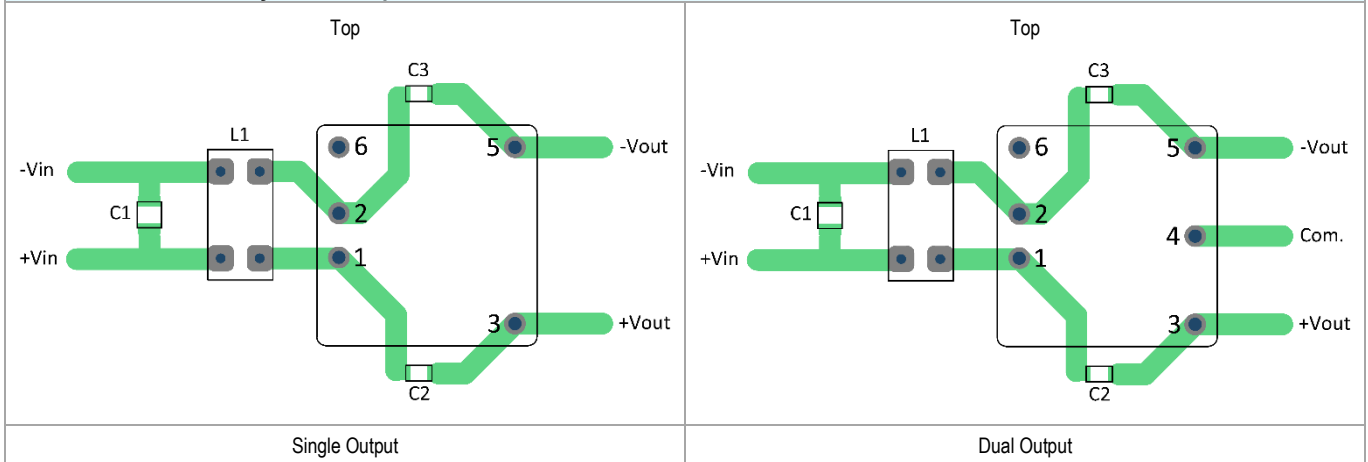 Top
C3
L1
6
5
-Vout
-Vin
C1
2
+Vin
1
3
+Vout
C2
Single Output
Top
C3
L1
6
5
-Vout
-Vin
C1
2
4
Com.
+Vin
1
3
+Vout
C2
Dual Output